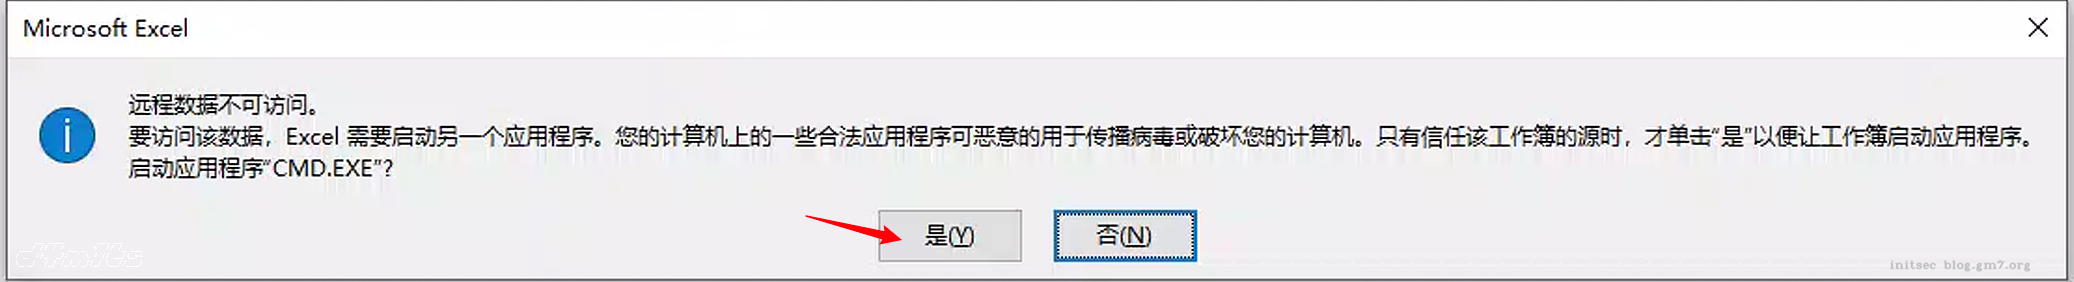 Microsoft Excel
远程数据不可访问。
要访问该数据，Excel 需要启动另一个应用程序。您的计算机上的一些合法应用程序可恶意的用于传播病毒或破坏您的计算机。只有信任该工作簿的源时，才单击“是”以便让工作簿启动应用程序。
启动应用程序“CMD.EXE”?
是(Y) 否(N)
initsec blog.gm7.org